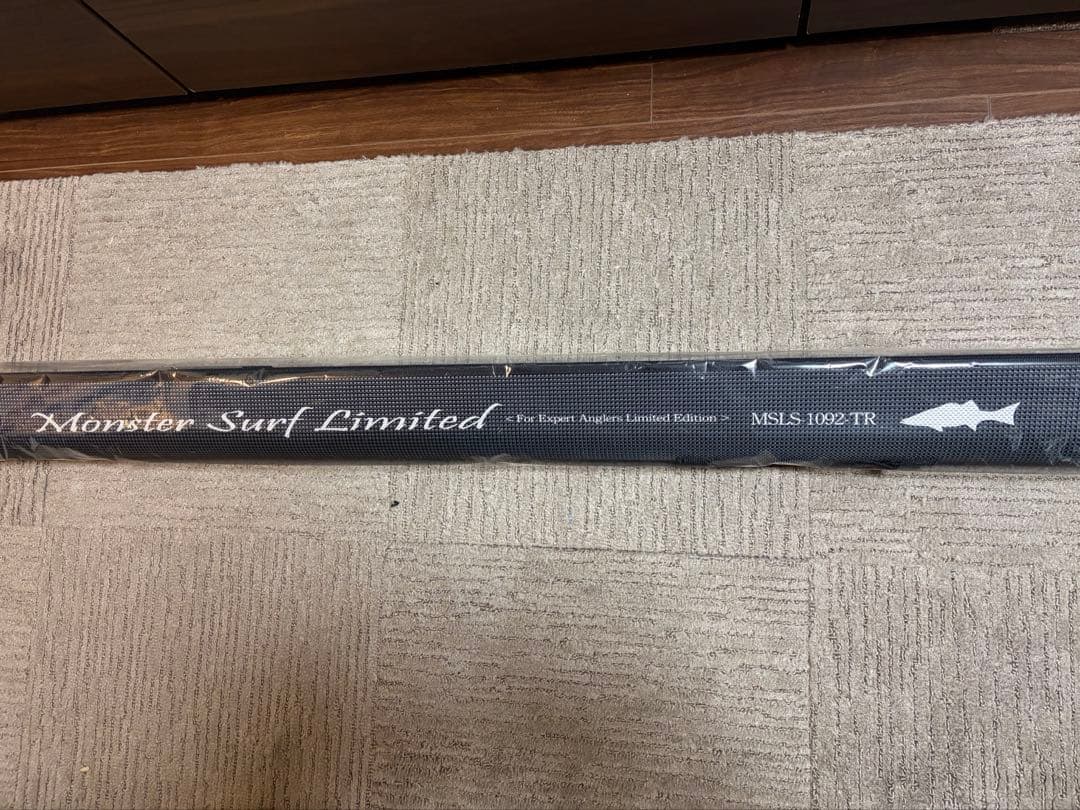 Monster Surf Limited < For Expert Anglers Limited Edition > MSLS-1092-TR